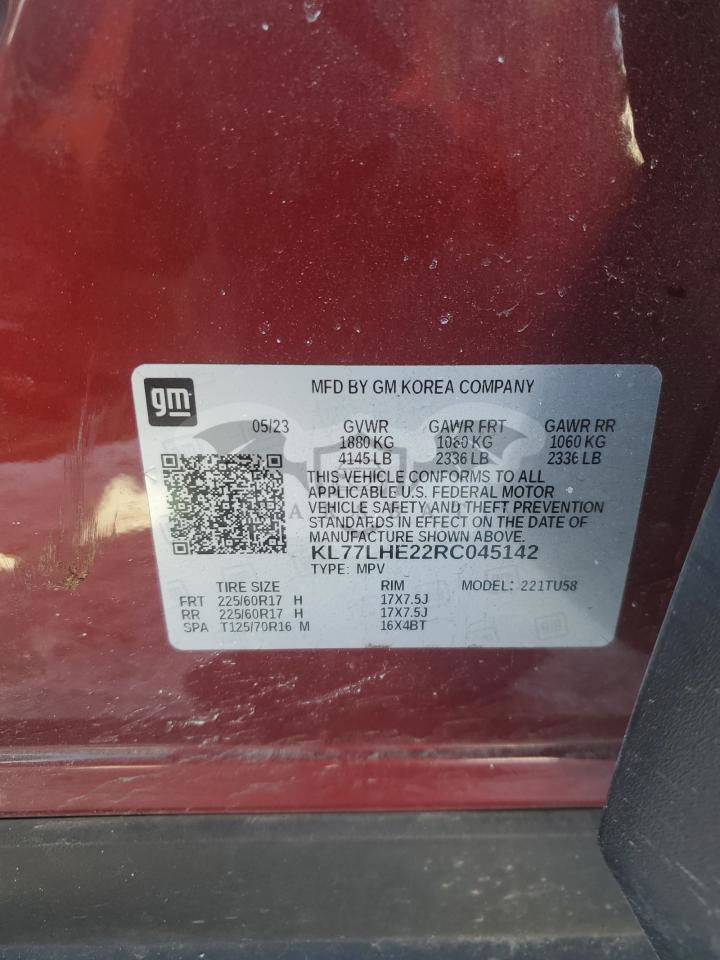 gm
MFD BY GM KOREA COMPANY
05/23 GVWR GAWR FRT GAWR RR
1880 KG 1060 KG 1060 KG
4145 LB 2336 LB 2336 LB
THIS VEHICLE CONFORMS TO ALL
APPLICABLE U.S. FEDERAL MOTOR
VEHICLE SAFETY AND THEFT PREVENTION
STANDARDS IN EFFECT ON THE DATE OF
MANUFACTURE SHOWN ABOVE.
KL77LHE22RC045142
TYPE: MPV
TIRE SIZE RIM MODEL: 221TU58
FRT 225/60R17 H 17X7.5J
RR 225/60R17 H 17X7.5J
SPA T125/70R16 M 16X4BT